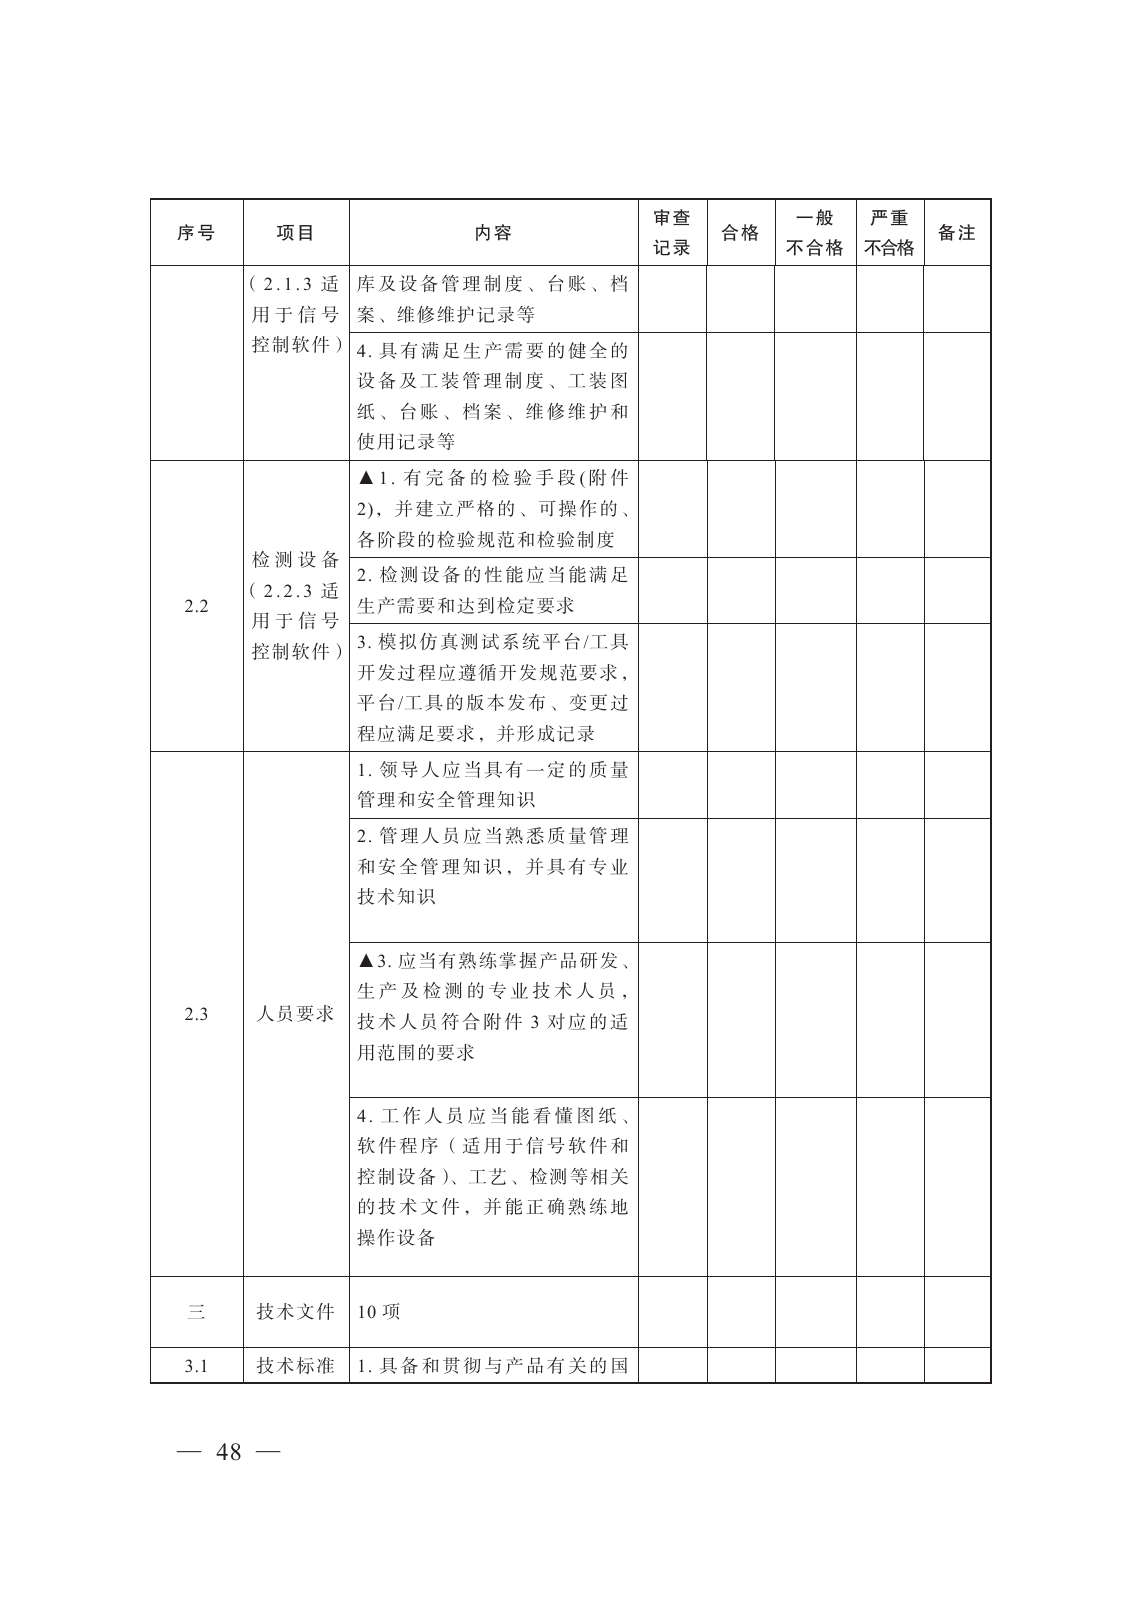 序号 项目 内容 审查记录 合格 一般不合格 严重不合格 备注
（2.1.3 适
用于信号
控制软件）
库及设备管理制度、台账、档
案、维修维护记录等
4. 具有满足生产需要的健全的
设备及工装管理制度、工装图
纸、台账、档案、维修维护和
使用记录等
2.2
检测设备
（2.2.3 适
用于信号
控制软件）
▲1. 有完备的检验手段(附件
2)，并建立严格的、可操作的、
各阶段的检验规范和检验制度
2. 检测设备的性能应当能满足
生产需要和达到检定要求
3. 模拟仿真测试系统平台/工具
开发过程应遵循开发规范要求，
平台/工具的版本发布、变更过
程应满足要求，并形成记录
2.3
人员要求
1. 领导人应当具有一定的质量
管理和安全管理知识
2. 管理人员应当熟悉质量管理
和安全管理知识，并具有专业
技术知识
▲3. 应当有熟练掌握产品研发、
生产及检测的专业技术人员，
技术人员符合附件 3 对应的适
用范围的要求
4. 工作人员应当能看懂图纸、
软件程序（适用于信号软件和
控制设备）、工艺、检测等相关
的技术文件，并能正确熟练地
操作设备
三 技术文件 10 项
3.1 技术标准 1. 具备和贯彻与产品有关的国
— 48 —